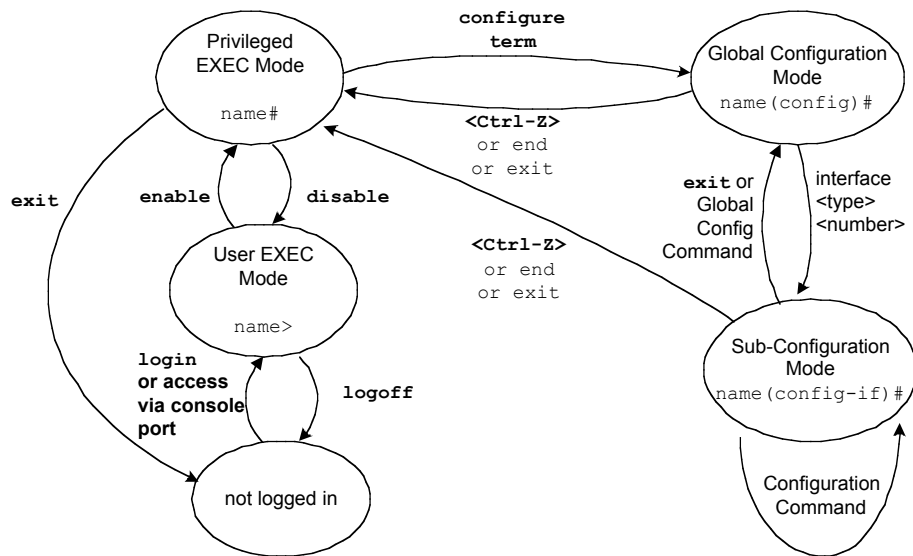 configure
term
Privileged
EXEC Mode
name#
Global Configuration
Mode
name(config)#
<Ctrl-Z>
or end
or exit
exit
enable
disable
exit or
Global
Config
Command
interface
<type>
<number>
User EXEC
Mode
name>
<Ctrl-Z>
or end
or exit
Sub-Configuration
Mode
name(config-if)#
login
or access
via console
port
logoff
not logged in
Configuration
Command